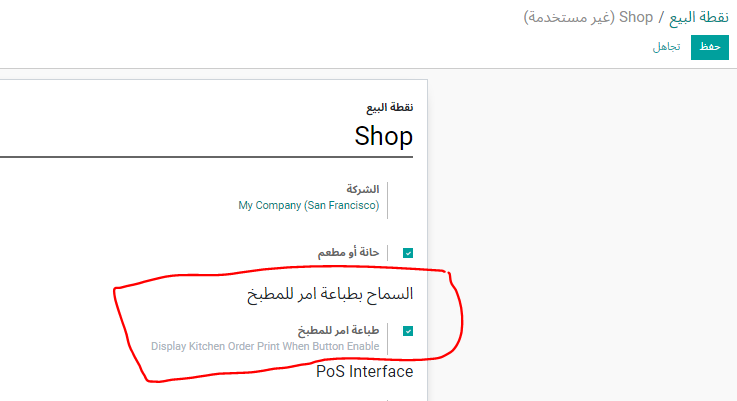 نقطة البيع / Shop (غير مستخدمة)
حفظ تجاهل
نقطة البيع
Shop
الشركة
My Company (San Francisco)
حانة أو مطعم
السماح بطباعة امر للمطبخ
طباعة امر للمطبخ
Display Kitchen Order Print When Button Enable
PoS Interface